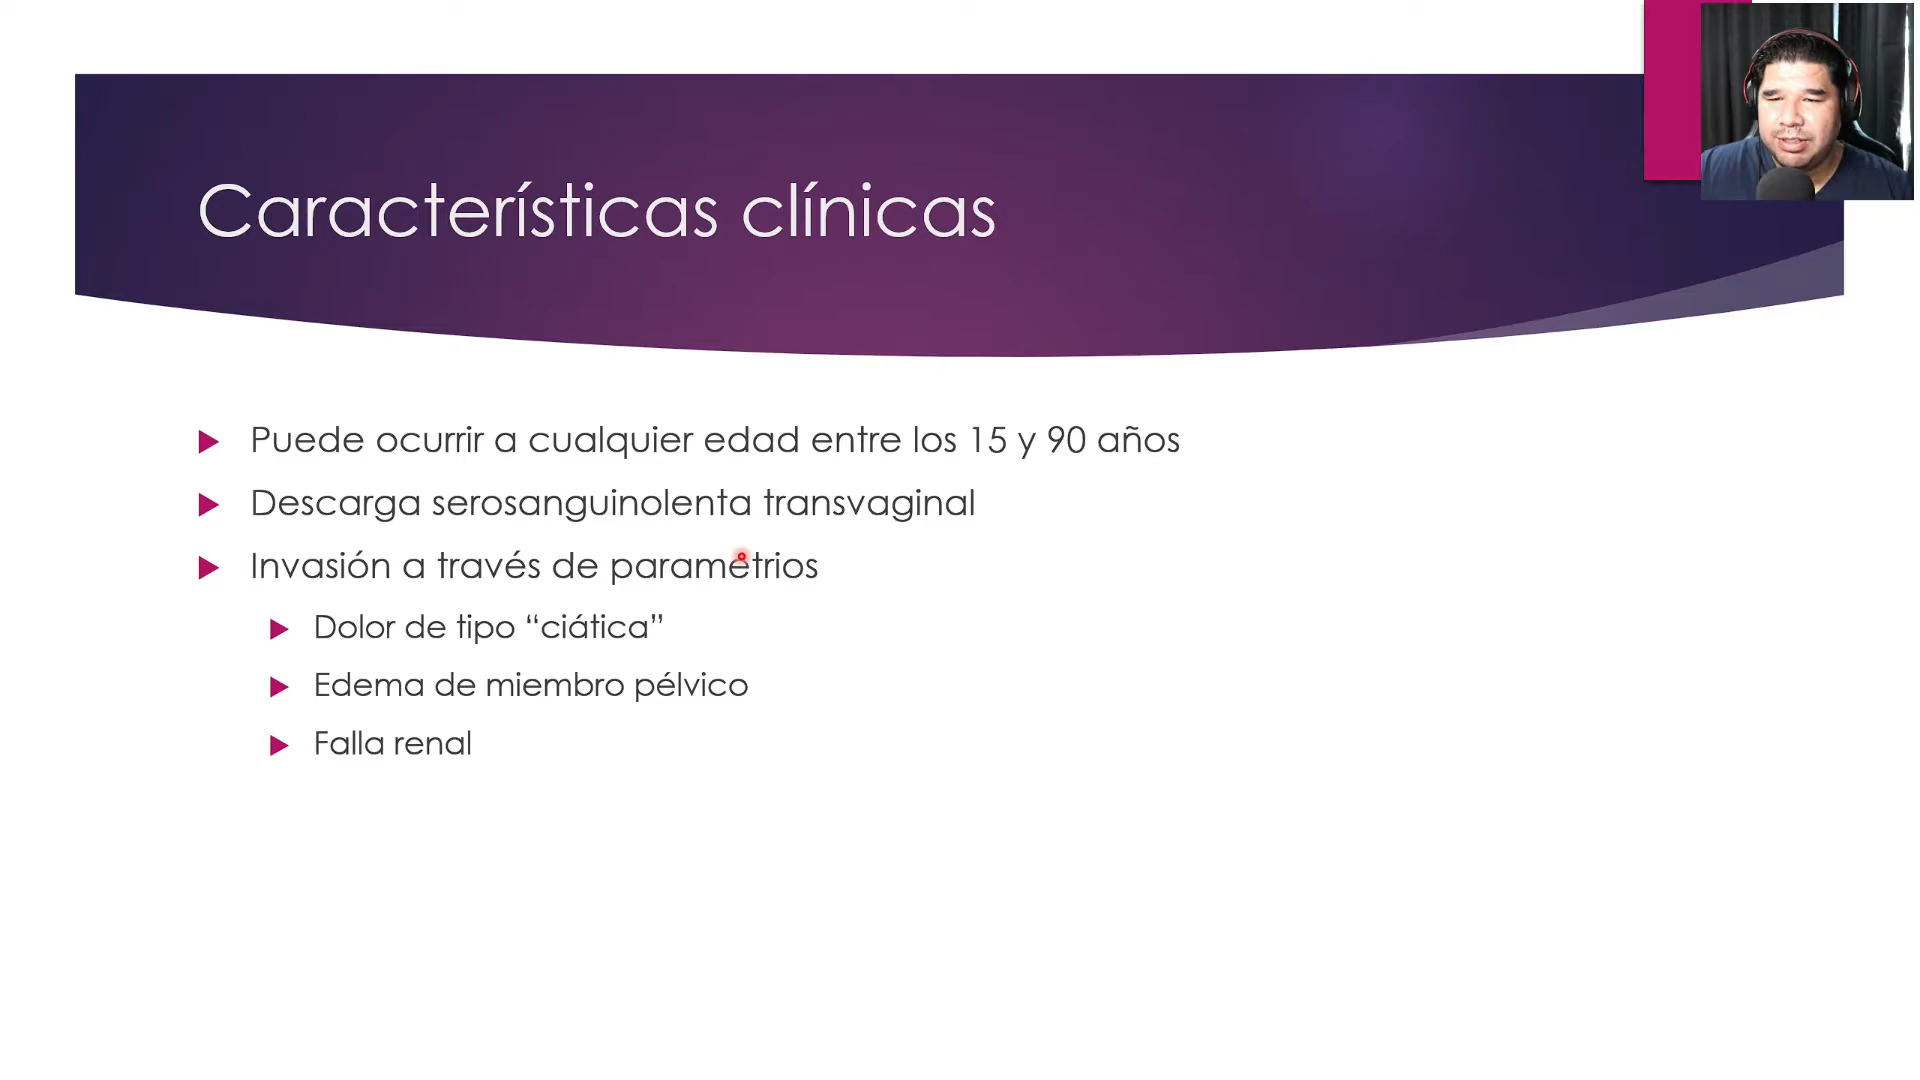 Características clínicas
Puede ocurrir a cualquier edad entre los 15 y 90 años
Descarga serosanguinolenta transvaginal
Invasión a través de parametrios
Dolor de tipo “ciática”
Edema de miembro pélvico
Falla renal